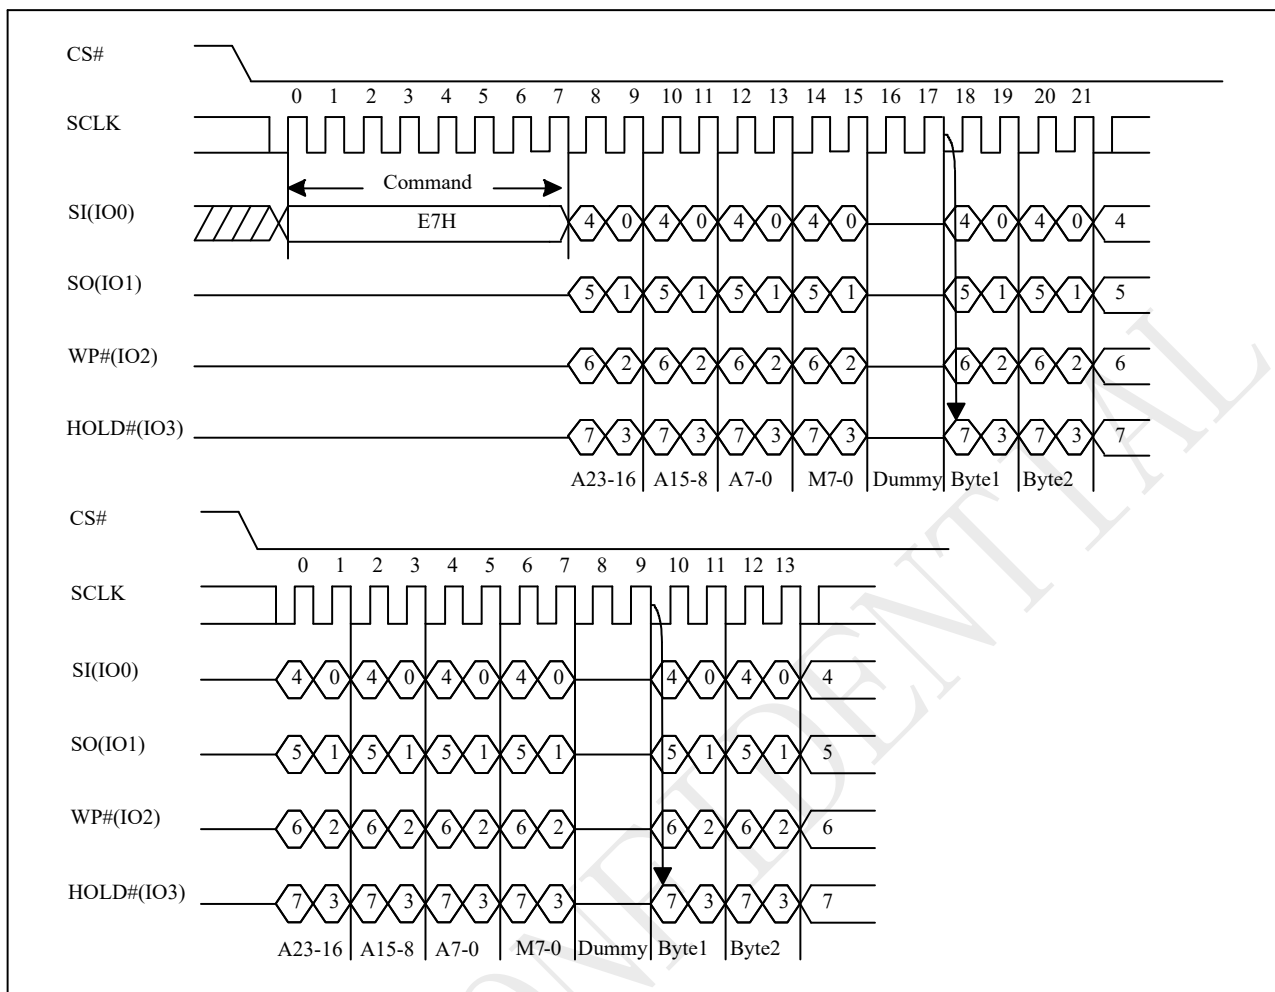 CS#
0 1 2 3 4 5 6 7 8 9 10 11 12 13 14 15 16 17 18 19 20 21
SCLK
Command
SI(IO0) E7H 4 0 4 0 4 0 4 0 4 0 4 0 4
SO(IO1) 5 1 5 1 5 1 5 1 5 1 5 1 5
WP#(IO2) 6 2 6 2 6 2 6 2 6 2 6 2 6
HOLD#(IO3) 7 3 7 3 7 3 7 3 7 3 7 3 7
A23-16 A15-8 A7-0 M7-0 Dummy Byte1 Byte2
CS#
0 1 2 3 4 5 6 7 8 9 10 11 12 13
SCLK
SI(IO0) 4 0 4 0 4 0 4 0 4 0 4 0 4
SO(IO1) 5 1 5 1 5 1 5 1 5 1 5 1 5
WP#(IO2) 6 2 6 2 6 2 6 2 6 2 6 2 6
HOLD#(IO3) 7 3 7 3 7 3 7 3 7 3 7 3 7
A23-16 A15-8 A7-0 M7-0 Dummy Byte1 Byte2